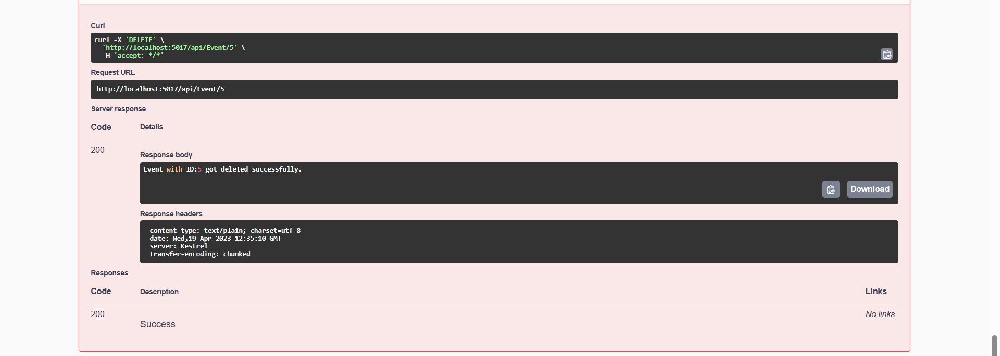 Curl
curl -X 'DELETE' \
'http://localhost:5017/api/Event/5' \
-H 'accept: */*'
Request URL
http://localhost:5017/api/Event/5
Server response
Code Details
200
Response body
Event with ID:5 got deleted successfully.
Download
Response headers
content-type: text/plain; charset=utf-8
date: Wed,19 Apr 2023 12:35:10 GMT
server: Kestrel
transfer-encoding: chunked
Responses
Code Description Links
200 No links
Success